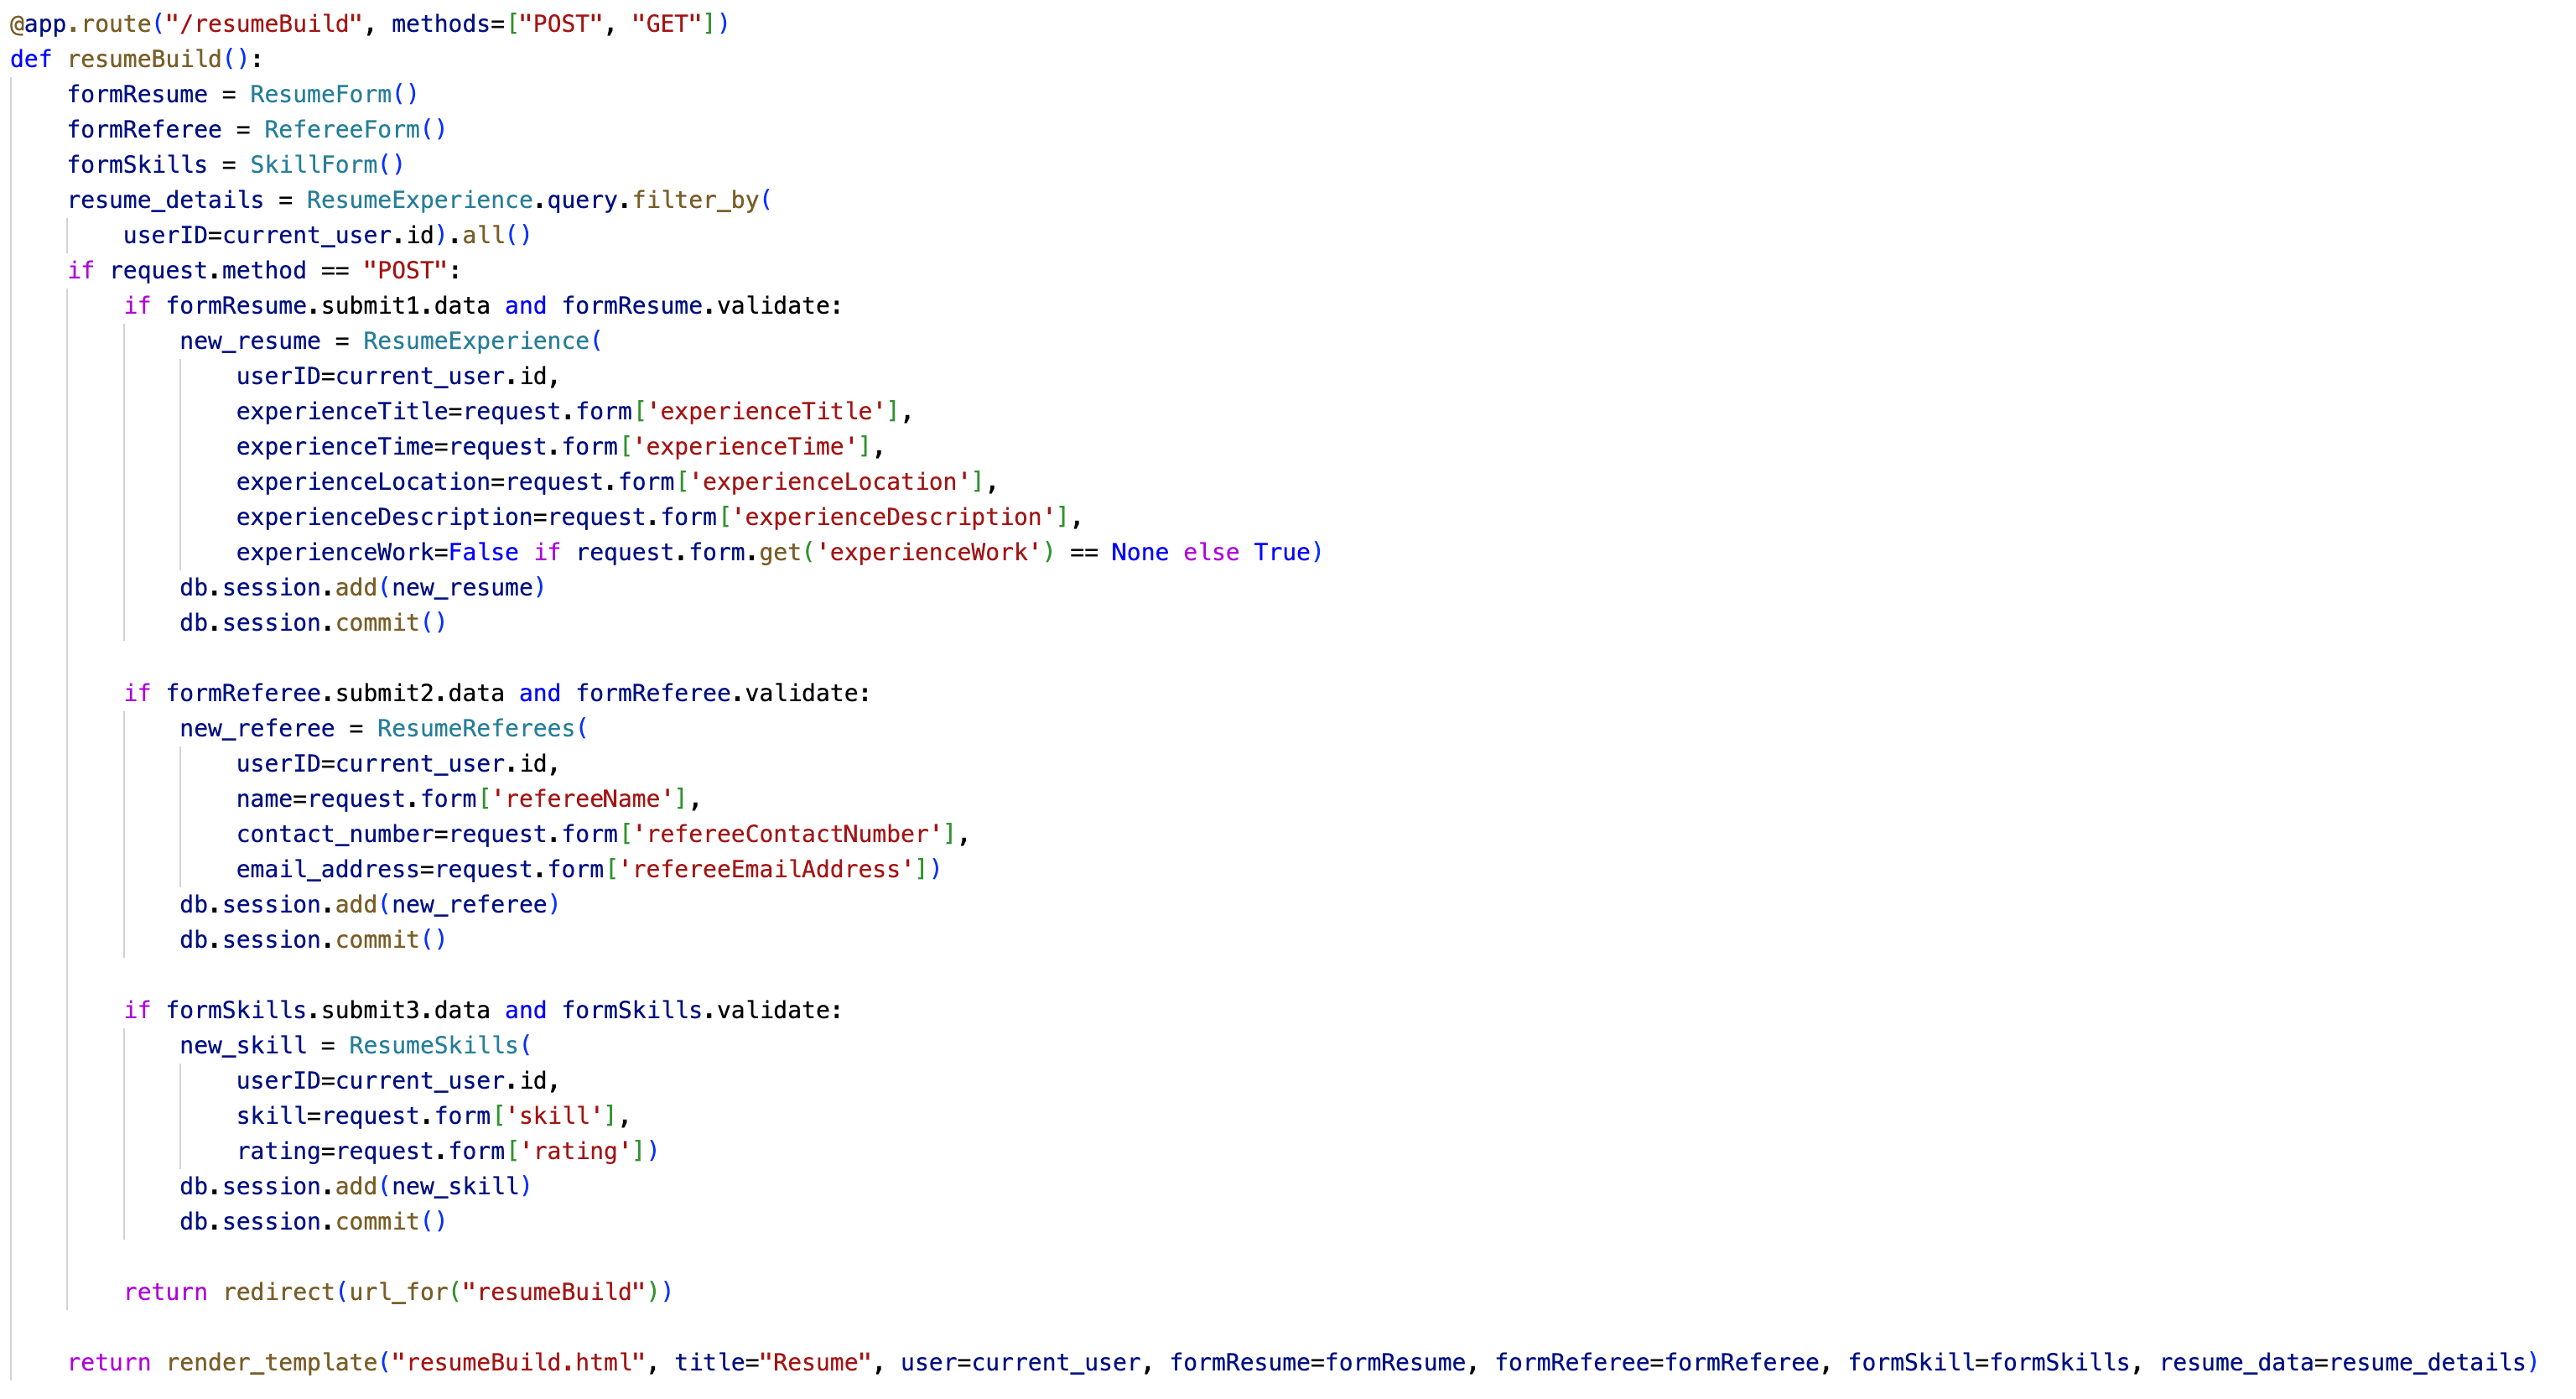 @app.route("/resumeBuild", methods=["POST", "GET"])
def resumeBuild():
    formResume = ResumeForm()
    formReferee = RefereeForm()
    formSkills = SkillForm()
    resume_details = ResumeExperience.query.filter_by(
        userID=current_user.id).all()
    if request.method == "POST":
        if formResume.submit1.data and formResume.validate:
            new_resume = ResumeExperience(
                userID=current_user.id,
                experienceTitle=request.form['experienceTitle'],
                experienceTime=request.form['experienceTime'],
                experienceLocation=request.form['experienceLocation'],
                experienceDescription=request.form['experienceDescription'],
                experienceWork=False if request.form.get('experienceWork') == None else True)
            db.session.add(new_resume)
            db.session.commit()

        if formReferee.submit2.data and formReferee.validate:
            new_referee = ResumeReferees(
                userID=current_user.id,
                name=request.form['refereeName'],
                contact_number=request.form['refereeContactNumber'],
                email_address=request.form['refereeEmailAddress'])
            db.session.add(new_referee)
            db.session.commit()

        if formSkills.submit3.data and formSkills.validate:
            new_skill = ResumeSkills(
                userID=current_user.id,
                skill=request.form['skill'],
                rating=request.form['rating'])
            db.session.add(new_skill)
            db.session.commit()

        return redirect(url_for("resumeBuild"))

    return render_template("resumeBuild.html", title="Resume", user=current_user, formResume=formResume, formReferee=formReferee, formSkill=formSkills, resume_data=resume_details)